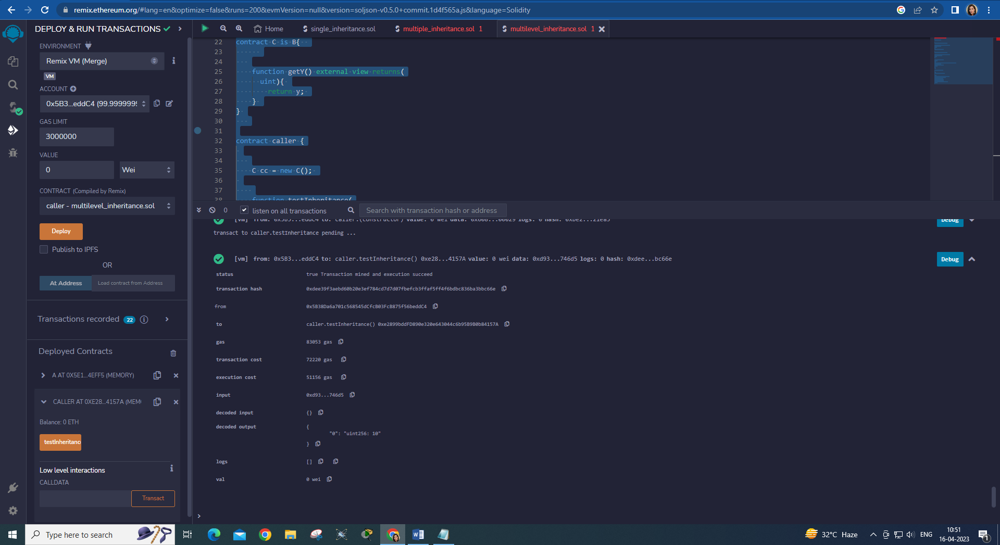 remix.ethereum.org/#lang=en&optimize=false&runs=200&evmVersion=null&version=soljson-v0.5.0+commit.1d4f565a.js&language=Solidity
DEPLOY & RUN TRANSACTIONS
ENVIRONMENT
Remix VM (Merge)
VM
ACCOUNT
0x5B3...eddC4 (99.9999999
GAS LIMIT
3000000
VALUE
0
Wei
CONTRACT (Compiled by Remix)
caller - multilevel_inheritance.sol
Deploy
Publish to IPFS
OR
At Address
Load contract from Address
Transactions recorded 22
Deployed Contracts
A AT 0X5E1...4EFF5 (MEMORY)
CALLER AT 0XE28...4157A (MEM
Balance: 0 ETH
testInheritanc
Low level interactions
CALLDATA
Transact
Home
single_inheritance.sol
multiple_inheritance.sol 1
multilevel_inheritance.sol 1
22 contract C is B{
23
24
25 function getY() external view returns(
26 uint){
27 return y;
28 }
29 }
30
31
32 contract caller {
33
34
35 C cc = new C();
36
37
38 function testInheritance(
0
listen on all transactions
Search with transaction hash or address
[vm] from: 0x5B3...eddC4 to: caller.(constructor) value: 0 wei data: 0x608...00029 logs: 0 hash: 0xbe2...21ea5
Debug
transact to caller.testInheritance pending ...
[vm] from: 0x5B3...eddC4 to: caller.testInheritance() 0xe28...4157A value: 0 wei data: 0xd93...746d5 logs: 0 hash: 0xdee...bc66e
Debug
status true Transaction mined and execution succeed
transaction hash 0xdee39f3aebd60b20e3ef784cd7d7d07fbefcb3ffaf5ff4f6bdbc836ba3bbc66e
from 0x5B38Da6a701c568545dCfcB03FcB875f56beddC4
to caller.testInheritance() 0xe2899bddFD890e320e643044c6b95B9B0b84157A
gas 83053 gas
transaction cost 72220 gas
execution cost 51156 gas
input 0xd93...746d5
decoded input {}
decoded output {
"0": "uint256: 10"
}
logs []
val 0 wei
>
Type here to search
32°C Haze
ENG
10:51
16-04-2023
1